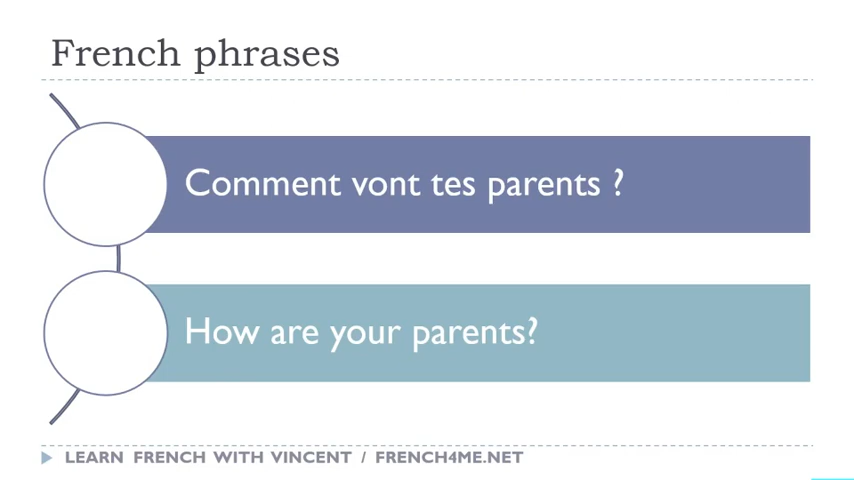 French phrases
Comment vont tes parents ?
How are your parents?
LEARN FRENCH WITH VINCENT / FRENCH4ME.NET